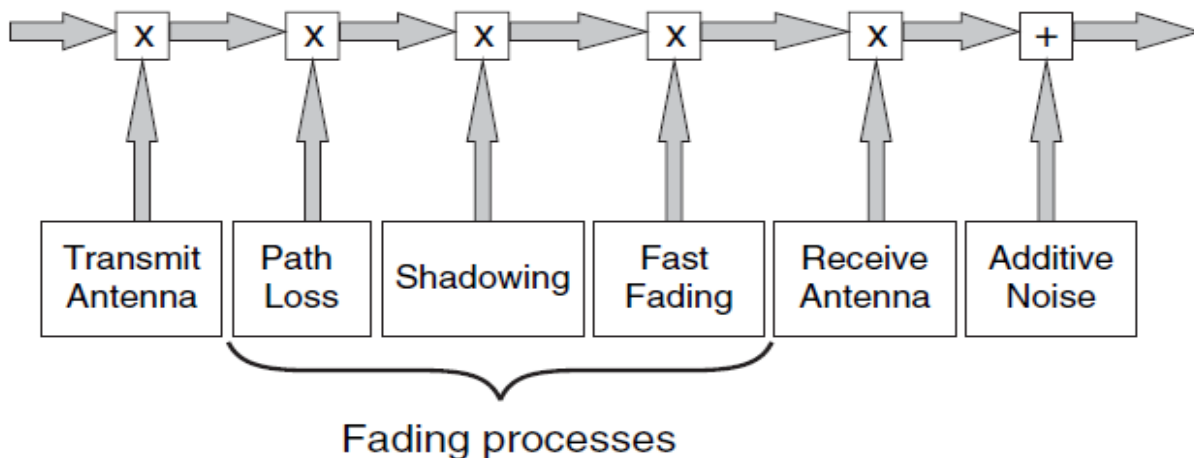 x x x x x +
Transmit
Antenna
Path
Loss
Shadowing
Fast
Fading
Receive
Antenna
Additive
Noise
Fading processes